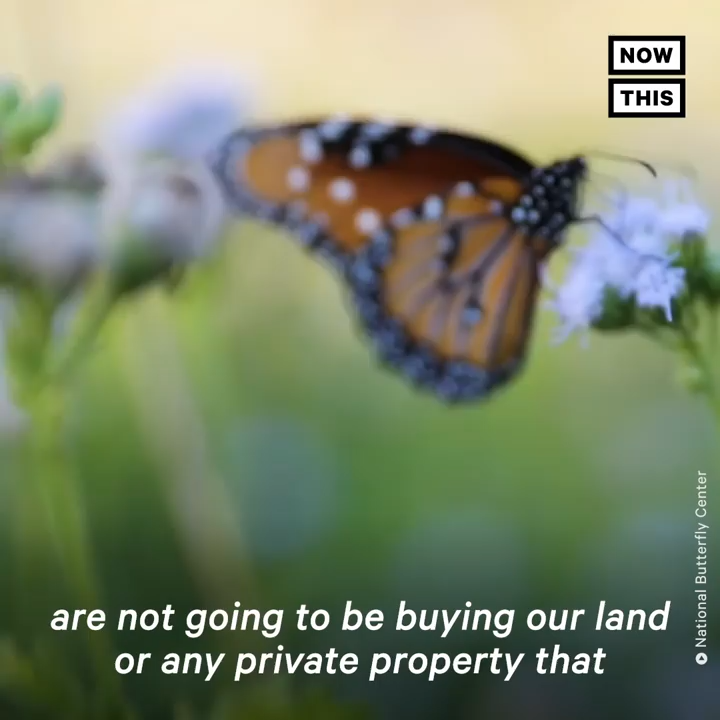 NOW
THIS
National Butterfly Center
are not going to be buying our land
or any private property that